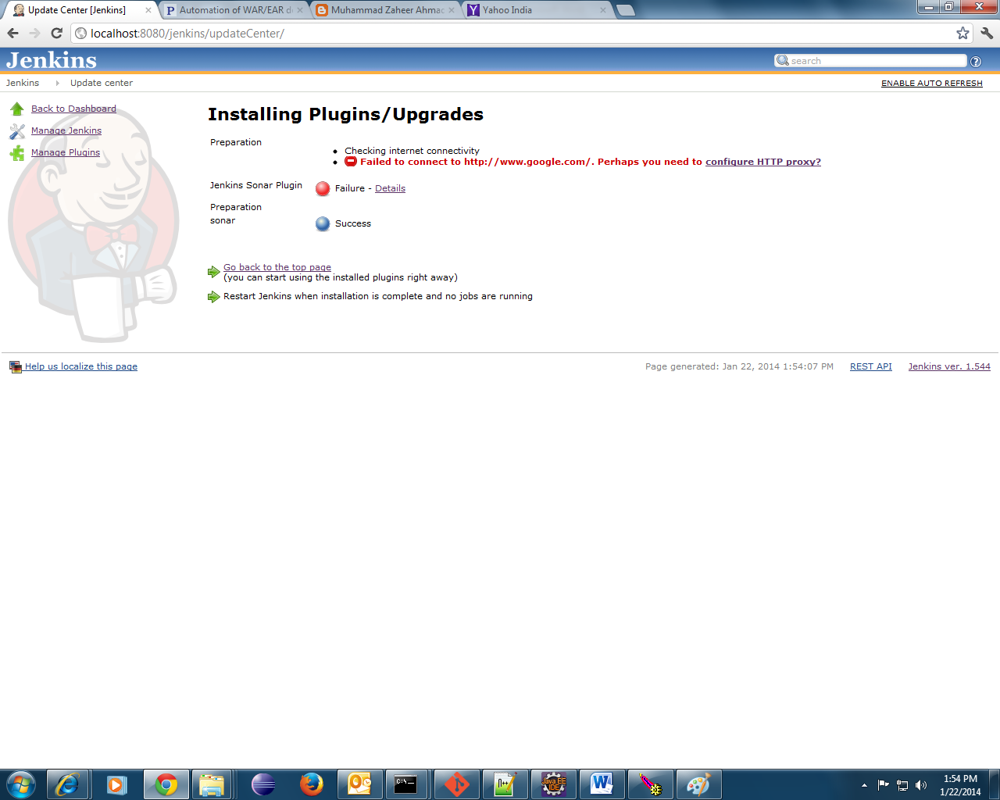 Update Center [Jenkins]
Automation of WAR/EAR d
Muhammad Zaheer Ahmad
Yahoo India
localhost:8080/jenkins/updateCenter/
Jenkins
search
Jenkins
Update center
ENABLE AUTO REFRESH
Back to Dashboard
Manage Jenkins
Manage Plugins
Installing Plugins/Upgrades
Preparation
Checking internet connectivity
Failed to connect to http://www.google.com/. Perhaps you need to configure HTTP proxy?
Jenkins Sonar Plugin
Failure - Details
Preparation
sonar
Success
Go back to the top page
(you can start using the installed plugins right away)
Restart Jenkins when installation is complete and no jobs are running
Help us localize this page
Page generated: Jan 22, 2014 1:54:07 PM
REST API
Jenkins ver. 1.544
C:\._
Java EE
IDE
1:54 PM
1/22/2014